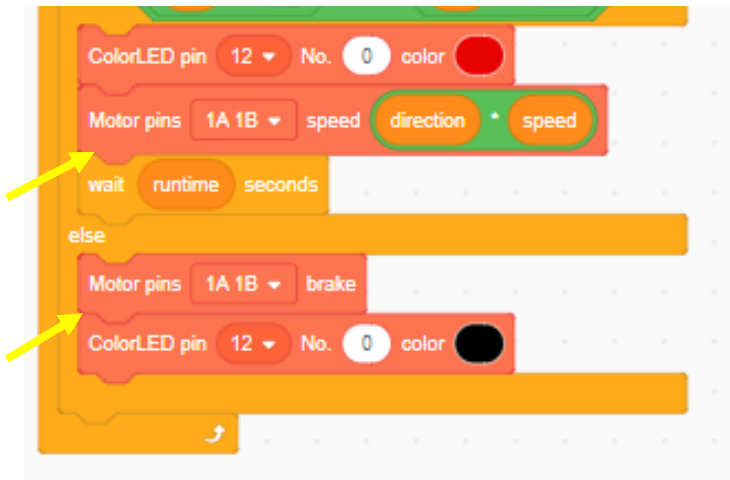 ColorLED pin 12 No. 0 color
Motor pins 1A 1B speed direction * speed
wait runtime seconds
else
Motor pins 1A 1B brake
ColorLED pin 12 No. 0 color